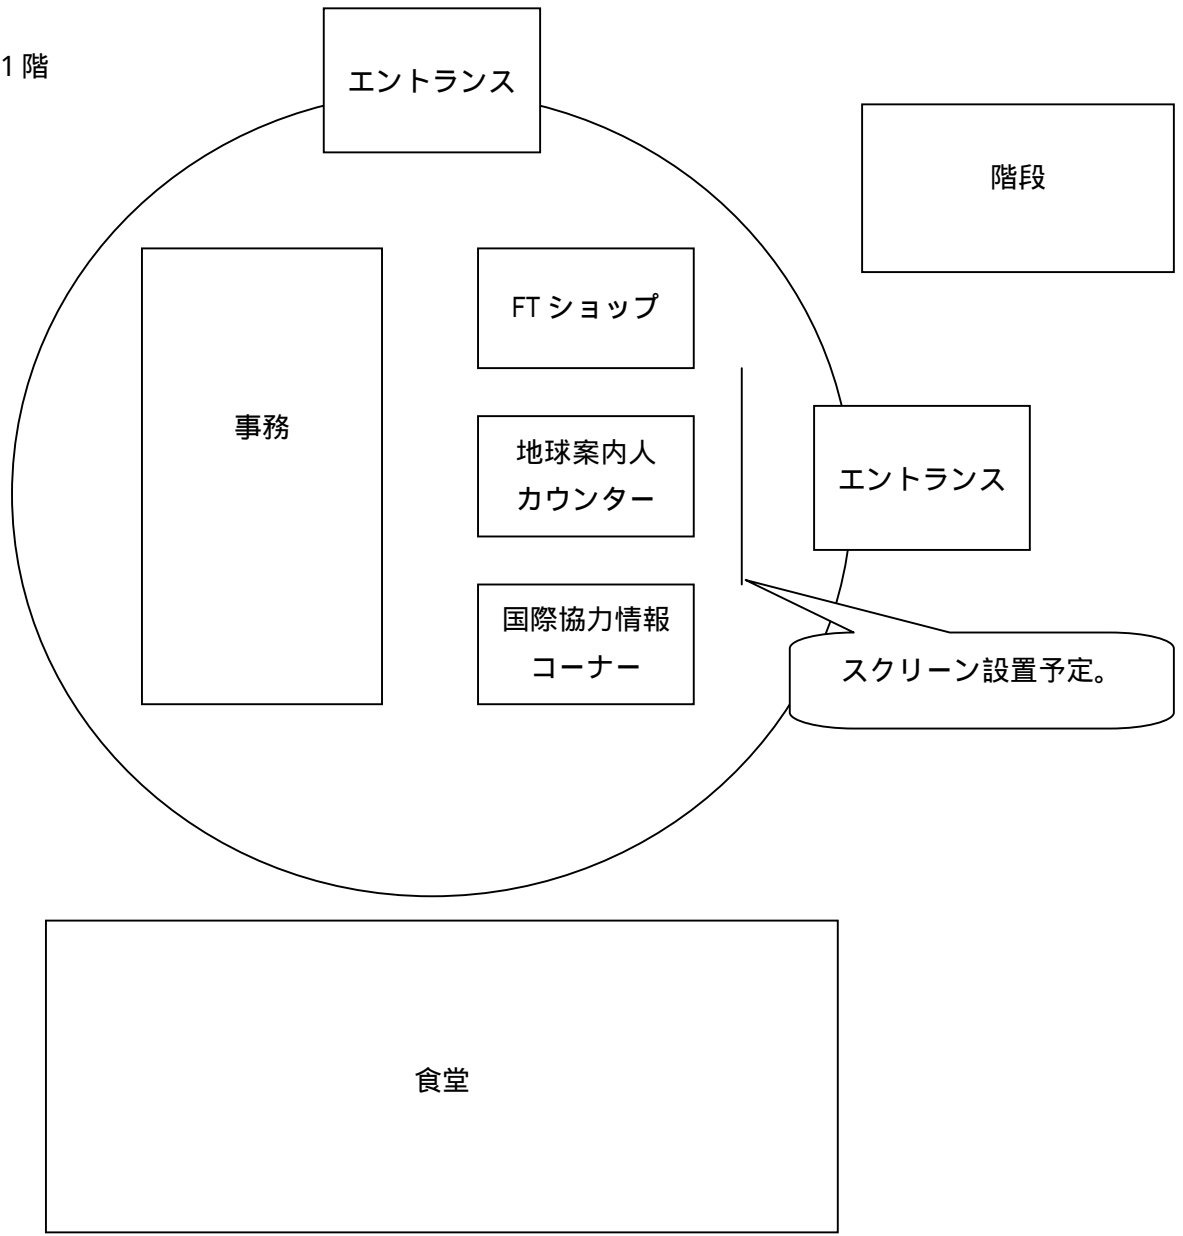 1 階
エントランス
階段
FT ショップ
事務
地球案内人
カウンター
エントランス
国際協力情報
コーナー
スクリーン設置予定。
食堂